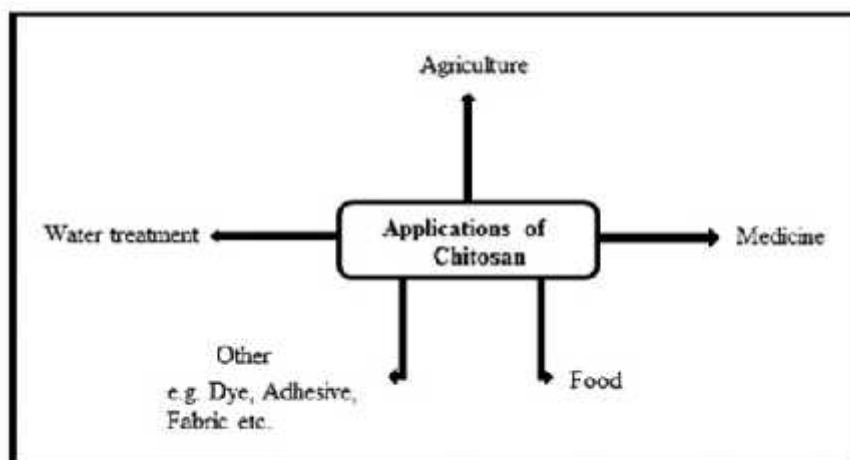 Agriculture
Water treatment
Applications of
Chitosan
Medicine
Other
e.g. Dye, Adhesive,
Fabric etc.
Food